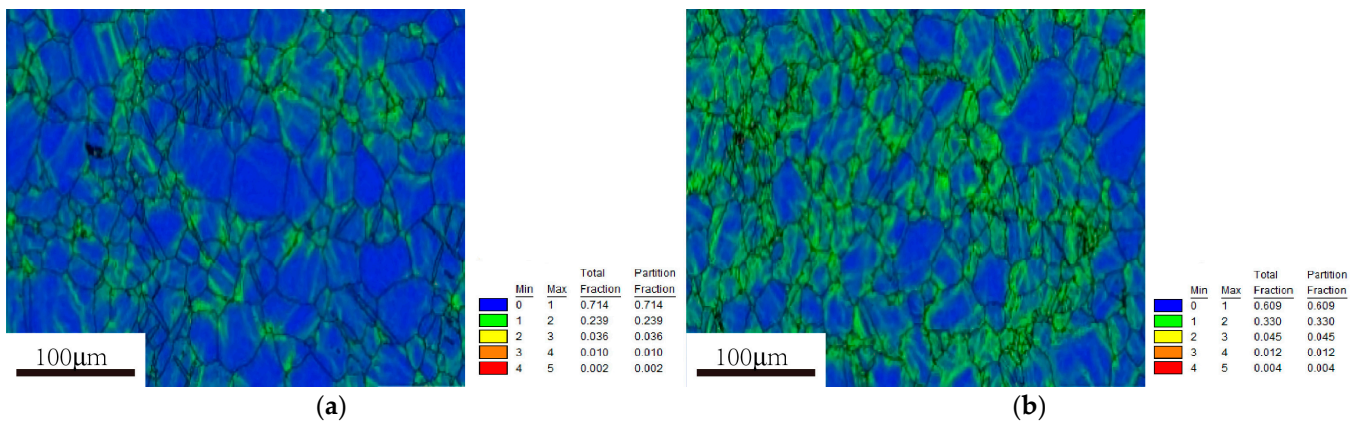 Total Partition
Min Max Fraction Fraction
0 1 0.714 0.714
1 2 0.239 0.239
2 3 0.036 0.036
3 4 0.010 0.010
4 5 0.002 0.002
100μm
(a)
Total Partition
Min Max Fraction Fraction
0 1 0.609 0.609
1 2 0.330 0.330
2 3 0.045 0.045
3 4 0.012 0.012
4 5 0.004 0.004
100μm
(b)